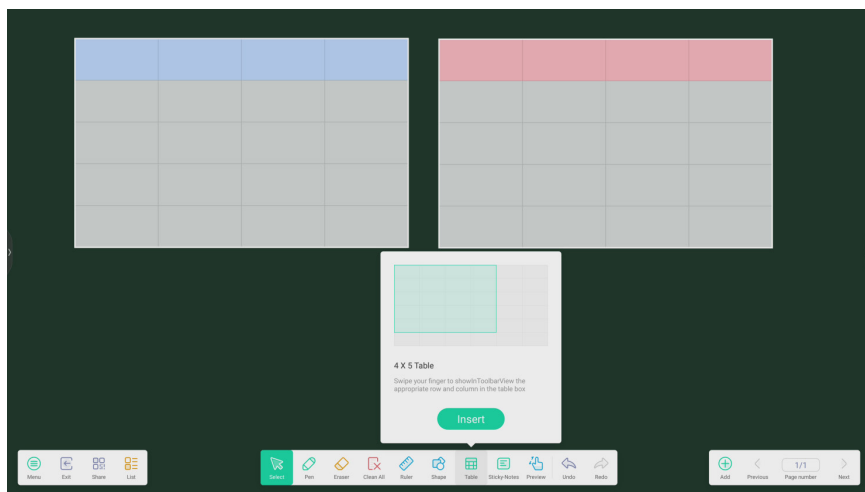 4 X 5 Table
Swipe your finger to showInToolbarView the
appropriate row and column in the table box
Insert
Menu
Exit
Share
List
Select
Pen
Eraser
Clean All
Ruler
Shape
Table
Sticky-Notes
Preview
Undo
Redo
Add
Previous
1/1
Page number
Next